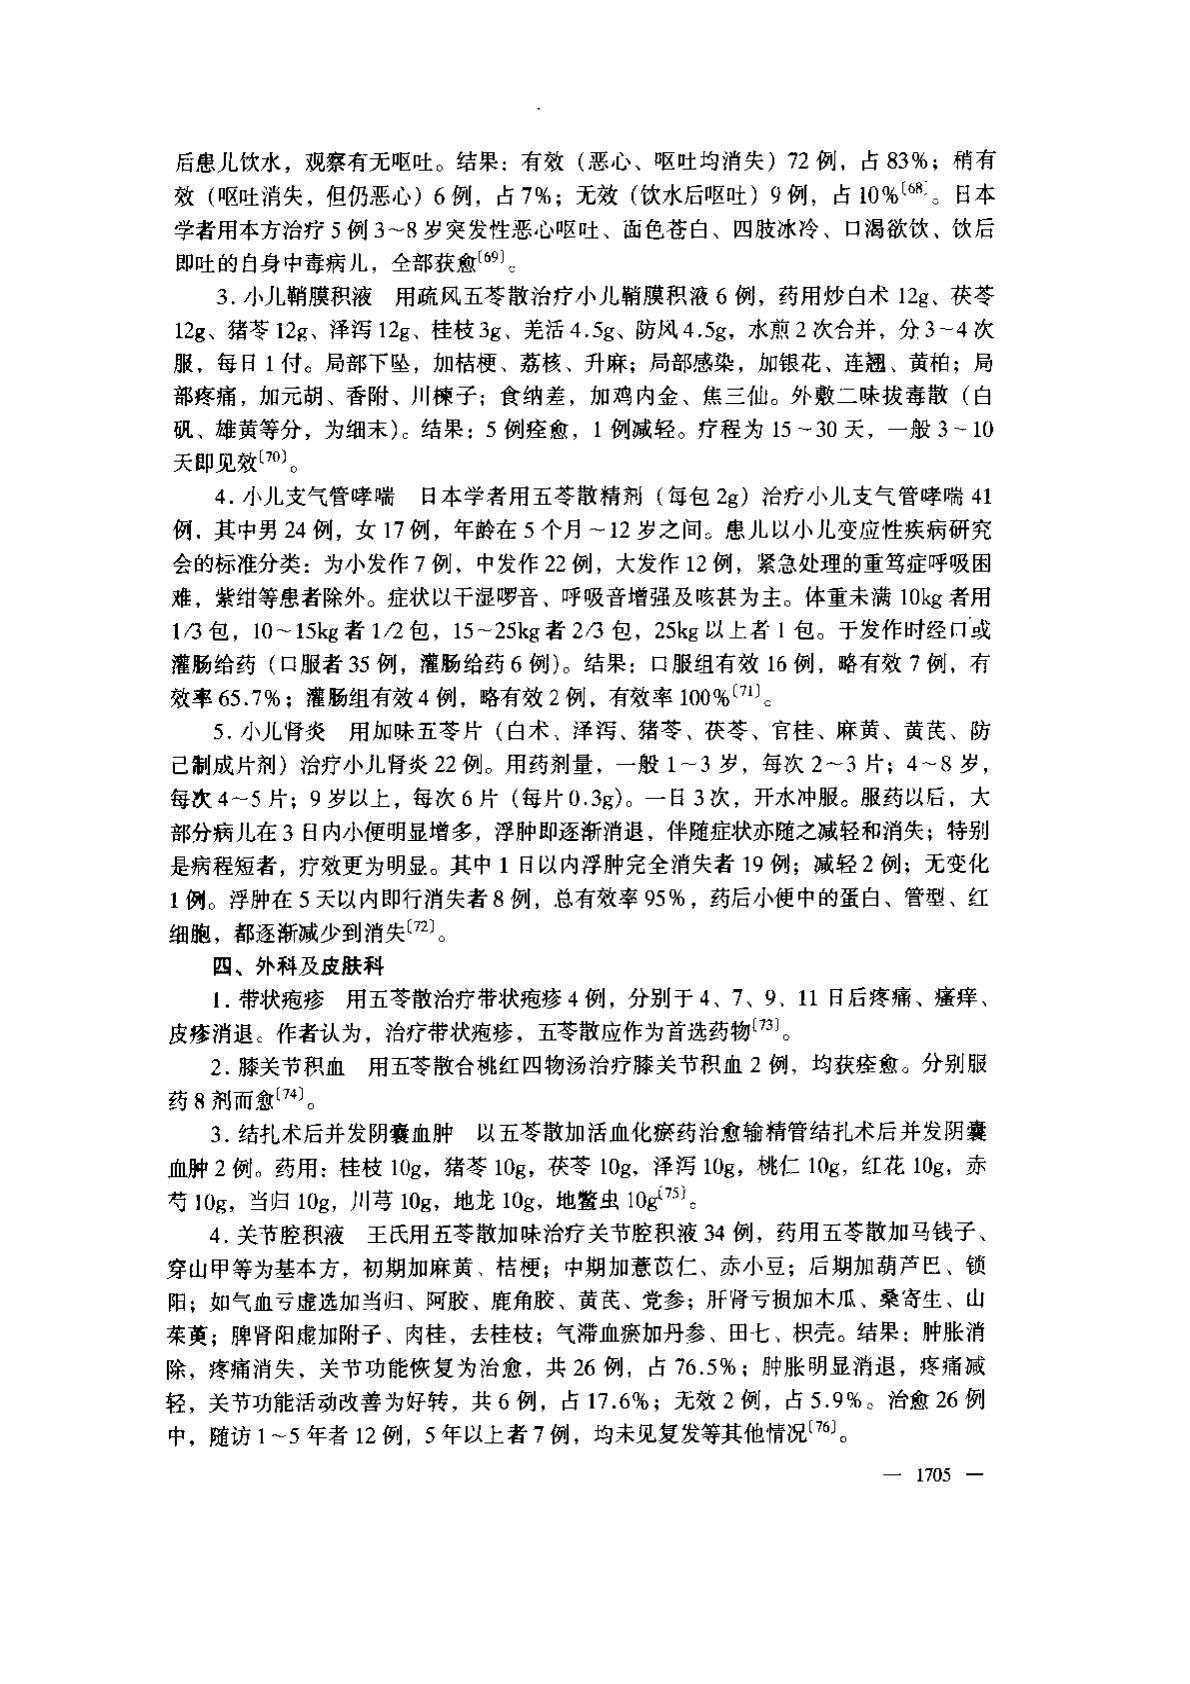 后患儿饮水，观察有无呕吐。结果：有效（恶心、呕吐均消失）72 例，占 83%；稍有
效（呕吐消失，但仍恶心）6 例，占 7%；无效（饮水后呕吐）9 例，占 10%〔68〕。日本
学者用本方治疗 5 例 3～8 岁突发性恶心呕吐、面色苍白、四肢冰冷、口渴欲饮、饮后
即吐的自身中毒病儿，全部获愈〔69〕。
3. 小儿鞘膜积液　用疏风五苓散治疗小儿鞘膜积液 6 例，药用炒白术 12g、茯苓
12g、猪苓 12g、泽泻 12g、桂枝 3g、羌活 4.5g、防风 4.5g，水煎 2 次合并，分 3～4 次
服，每日 1 付。局部下坠，加桔梗、荔核、升麻；局部感染，加银花、连翘、黄柏；局
部疼痛，加元胡、香附、川楝子；食纳差，加鸡内金、焦三仙。外敷二味拔毒散（白
矾、雄黄等分，为细末）。结果：5 例痊愈，1 例减轻。疗程为 15～30 天，一般 3～10
天即见效〔70〕。
4. 小儿支气管哮喘　日本学者用五苓散精剂（每包 2g）治疗小儿支气管哮喘 41
例，其中男 24 例，女 17 例，年龄在 5 个月～12 岁之间。患儿以小儿变应性疾病研究
会的标准分类：为小发作 7 例，中发作 22 例，大发作 12 例，紧急处理的重笃症呼吸困
难，紫绀等患者除外。症状以干湿啰音、呼吸音增强及咳甚为主。体重未满 10kg 者用
1/3 包，10～15kg 者 1/2 包，15～25kg 者 2/3 包，25kg 以上者 1 包。于发作时经口或
灌肠给药（口服者 35 例，灌肠给药 6 例）。结果：口服组有效 16 例，略有效 7 例，有
效率 65.7%；灌肠组有效 4 例，略有效 2 例，有效率 100%〔71〕。
5. 小儿肾炎　用加味五苓片（白术、泽泻、猪苓、茯苓、官桂、麻黄、黄芪、防
己制成片剂）治疗小儿肾炎 22 例。用药剂量，一般 1～3 岁，每次 2～3 片；4～8 岁，
每次 4～5 片；9 岁以上，每次 6 片（每片 0.3g）。一日 3 次，开水冲服。服药以后，大
部分病儿在 3 日内小便明显增多，浮肿即逐渐消退，伴随症状亦随之减轻和消失；特别
是病程短者，疗效更为明显。其中 1 日以内浮肿完全消失者 19 例；减轻 2 例；无变化
1 例。浮肿在 5 天以内即行消失者 8 例，总有效率 95%，药后小便中的蛋白、管型、红
细胞，都逐渐减少到消失〔72〕。
四、外科及皮肤科
1. 带状疱疹　用五苓散治疗带状疱疹 4 例，分别于 4、7、9、11 日后疼痛、瘙痒、
皮疹消退。作者认为，治疗带状疱疹，五苓散应作为首选药物〔73〕。
2. 膝关节积血　用五苓散合桃红四物汤治疗膝关节积血 2 例，均获痊愈。分别服
药 8 剂而愈〔74〕。
3. 结扎术后并发阴囊血肿　以五苓散加活血化瘀药治愈输精管结扎术后并发阴囊
血肿 2 例。药用：桂枝 10g，猪苓 10g，茯苓 10g，泽泻 10g，桃仁 10g，红花 10g，赤
芍 10g，当归 10g，川芎 10g，地龙 10g，地鳖虫 10g〔75〕。
4. 关节腔积液　王氏用五苓散加味治疗关节腔积液 34 例，药用五苓散加马钱子、
穿山甲等为基本方，初期加麻黄、桔梗；中期加薏苡仁、赤小豆；后期加葫芦巴、锁
阳；如气血亏虚选加当归、阿胶、鹿角胶、黄芪、党参；肝肾亏损加木瓜、桑寄生、山
茱萸；脾肾阳虚加附子、肉桂，去桂枝；气滞血瘀加丹参、田七、枳壳。结果：肿胀消
除，疼痛消失，关节功能恢复为治愈，共 26 例，占 76.5%；肿胀明显消退，疼痛减
轻，关节功能活动改善为好转，共 6 例，占 17.6%；无效 2 例，占 5.9%。治愈 26 例
中，随访 1～5 年者 12 例，5 年以上者 7 例，均未见复发等其他情况〔76〕。
— 1705 —